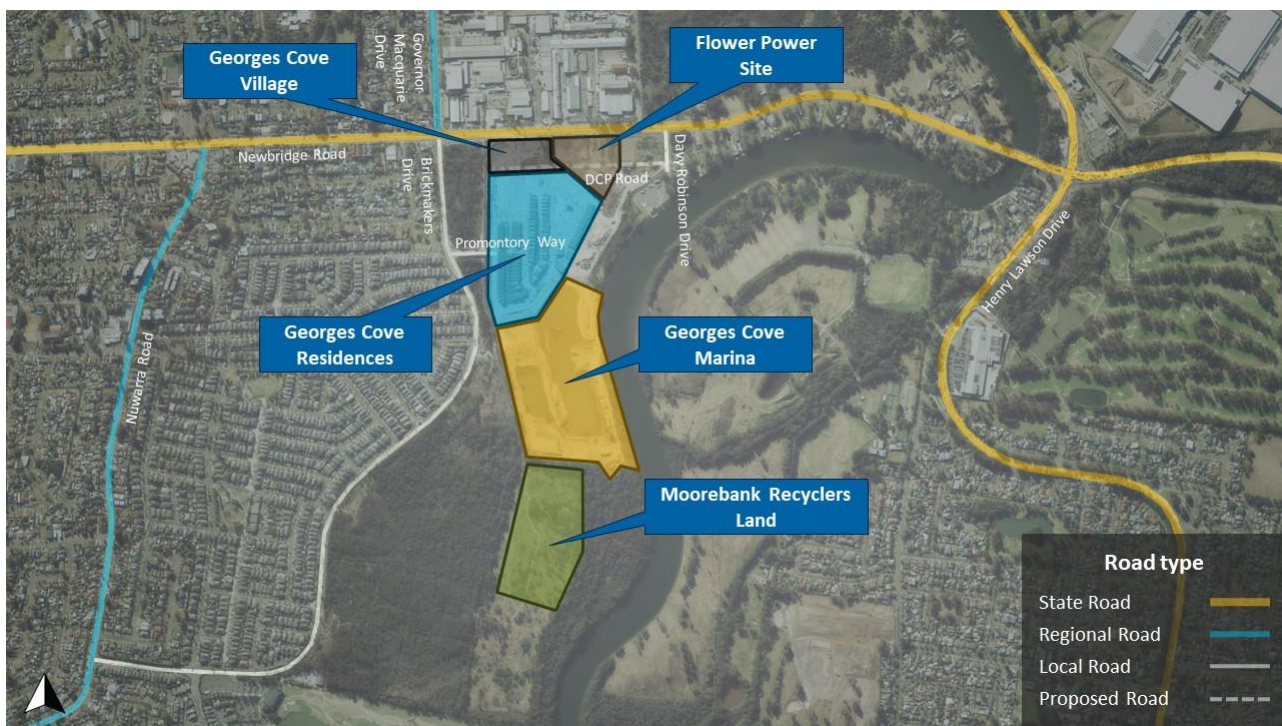 Georges Cove
Village
Governor
Macquarie
Drive
Flower Power
Site
Newbridge Road
Brickmakers
Drive
DCP Road
Davy Robinson Drive
Promontory Way
Henry Lawson Drive
Georges Cove
Residences
Georges Cove
Marina
Nuwarra Road
Moorebank Recyclers
Land
Road type
State Road
Regional Road
Local Road
Proposed Road